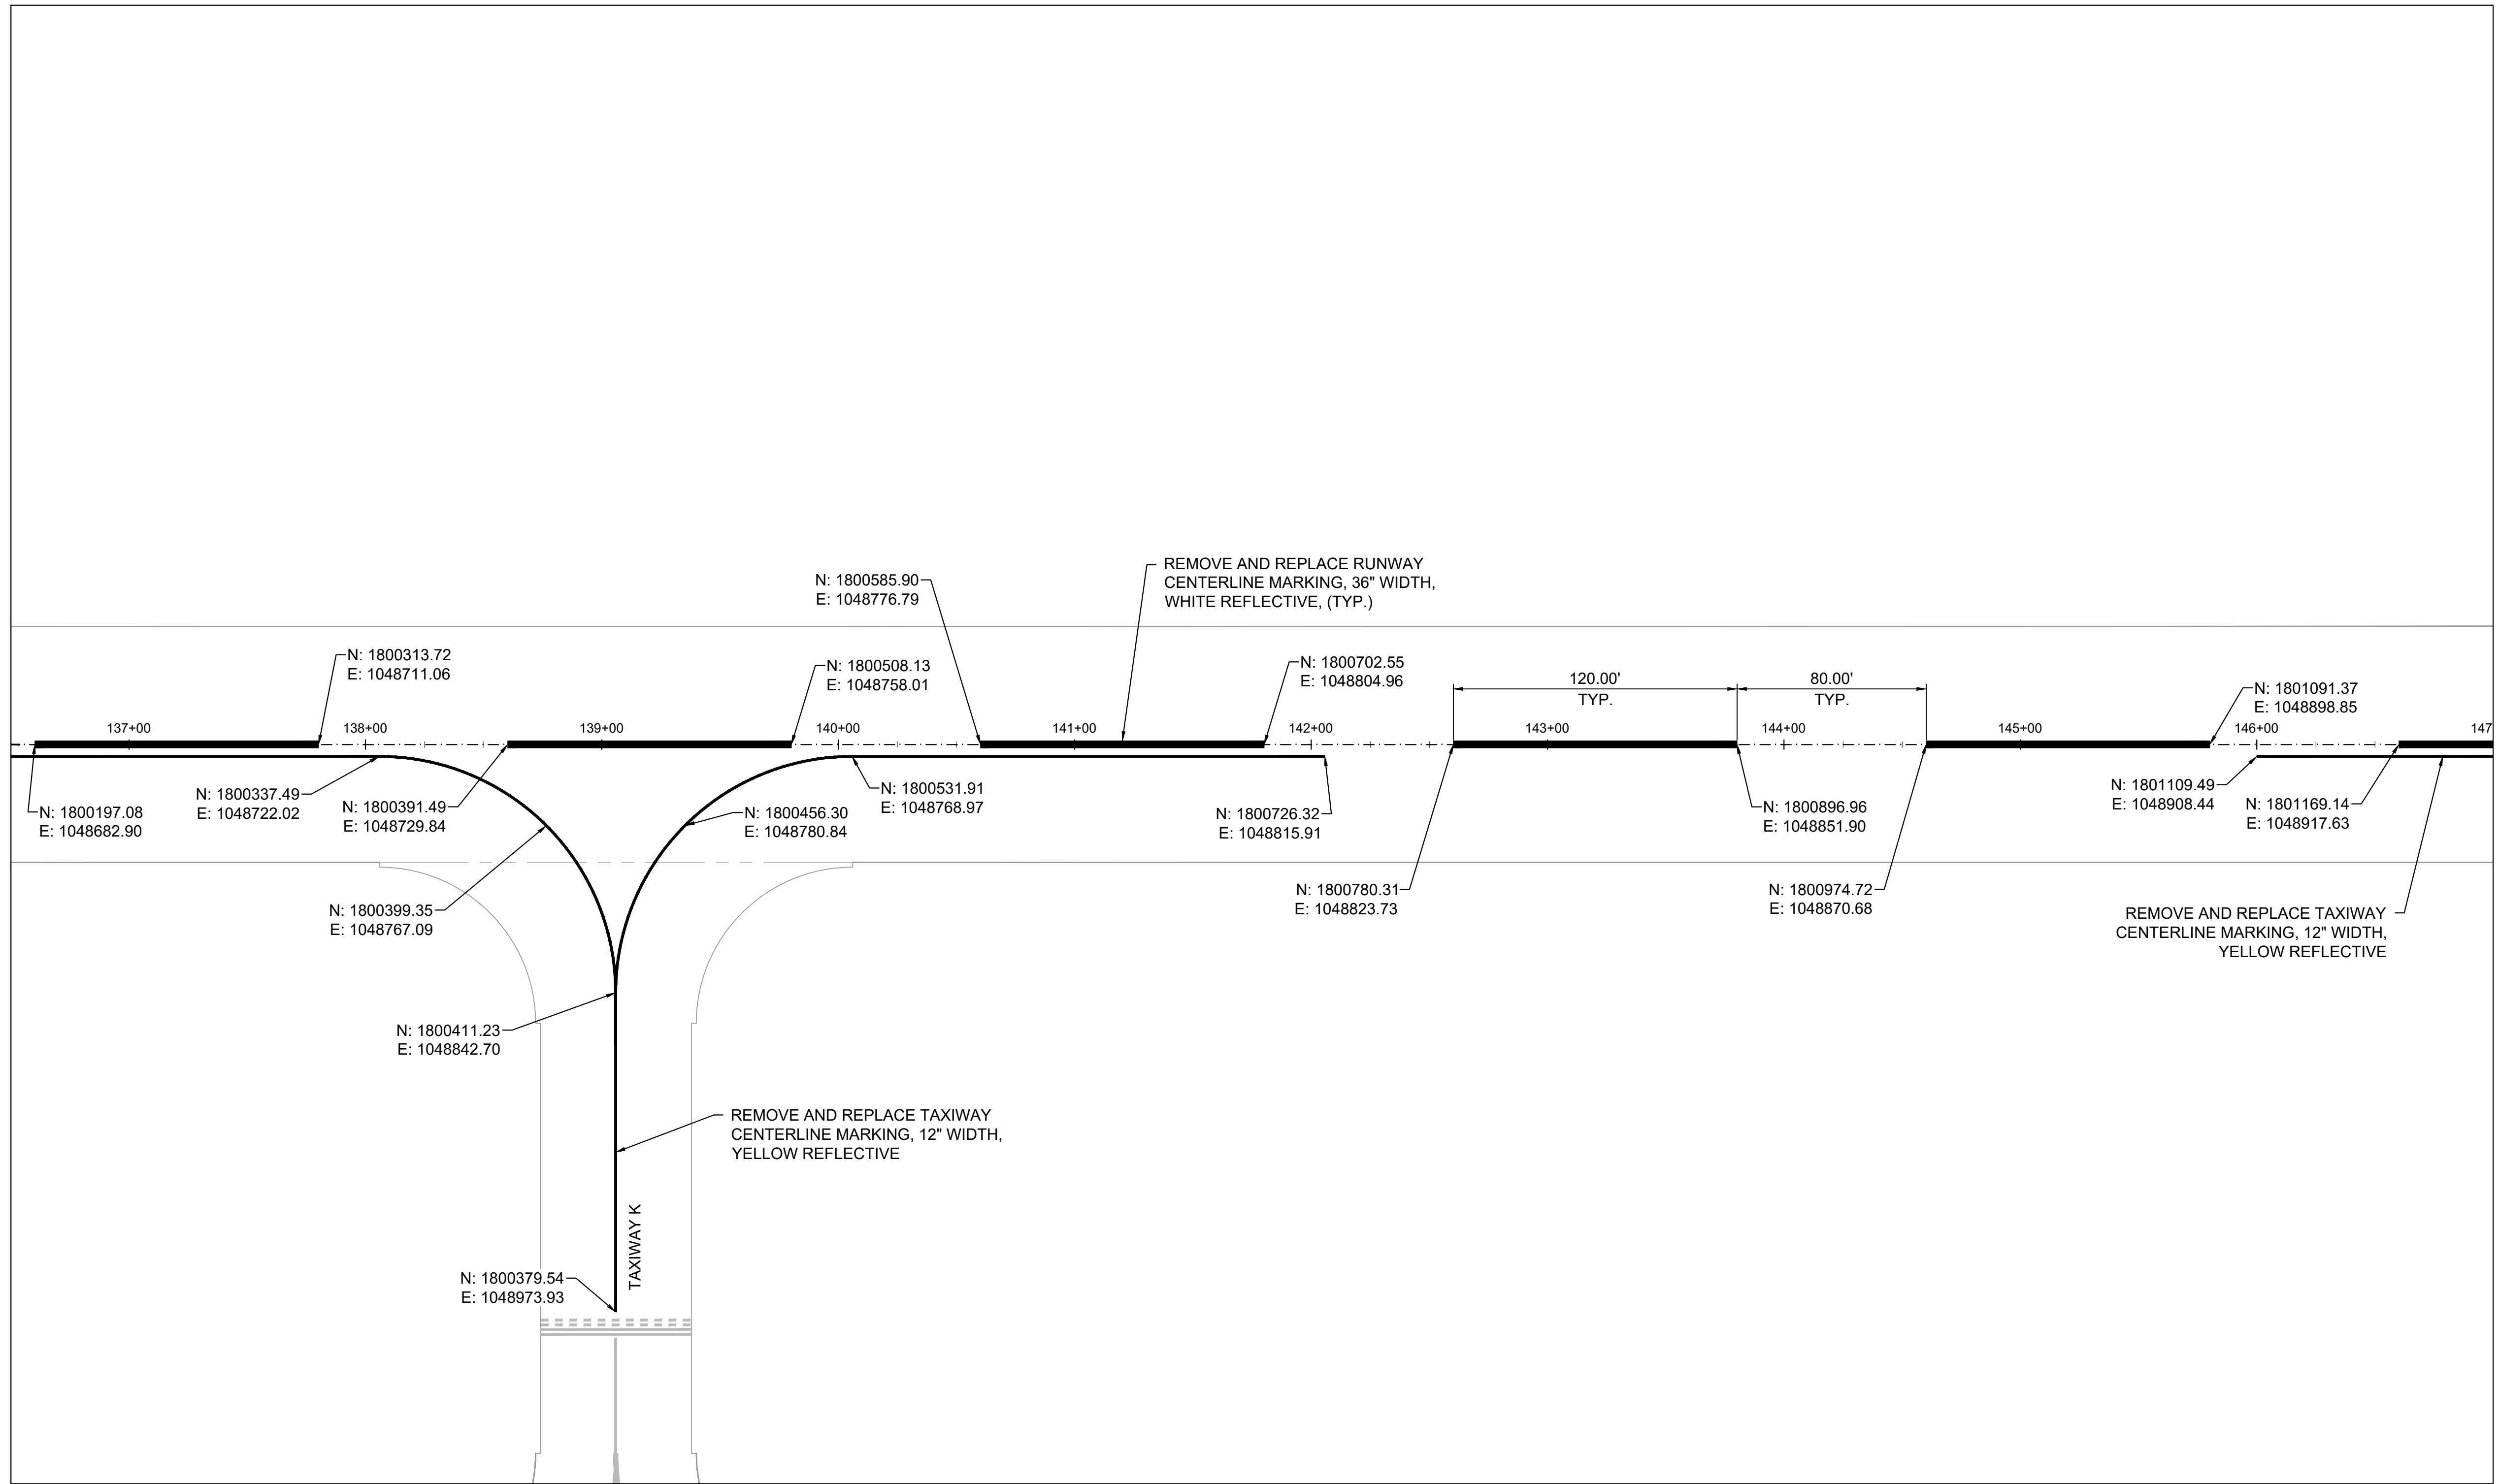 REMOVE AND REPLACE RUNWAY
CENTERLINE MARKING, 36" WIDTH,
WHITE REFLECTIVE, (TYP.)
N: 1800585.90
E: 1048776.79
N: 1800313.72
E: 1048711.06
N: 1800508.13
E: 1048758.01
N: 1800702.55
E: 1048804.96
120.00'
TYP.
80.00'
TYP.
N: 1801091.37
E: 1048898.85
137+00
138+00
139+00
140+00
141+00
142+00
143+00
144+00
145+00
146+00
147
N: 1800197.08
E: 1048682.90
N: 1800337.49
E: 1048722.02
N: 1800391.49
E: 1048729.84
N: 1800456.30
E: 1048780.84
N: 1800531.91
E: 1048768.97
N: 1800726.32
E: 1048815.91
N: 1800896.96
E: 1048851.90
N: 1801109.49
E: 1048908.44
N: 1801169.14
E: 1048917.63
N: 1800399.35
E: 1048767.09
N: 1800780.31
E: 1048823.73
N: 1800974.72
E: 1048870.68
REMOVE AND REPLACE TAXIWAY
CENTERLINE MARKING, 12" WIDTH,
YELLOW REFLECTIVE
N: 1800411.23
E: 1048842.70
REMOVE AND REPLACE TAXIWAY
CENTERLINE MARKING, 12" WIDTH,
YELLOW REFLECTIVE
TAXIWAY K
N: 1800379.54
E: 1048973.93